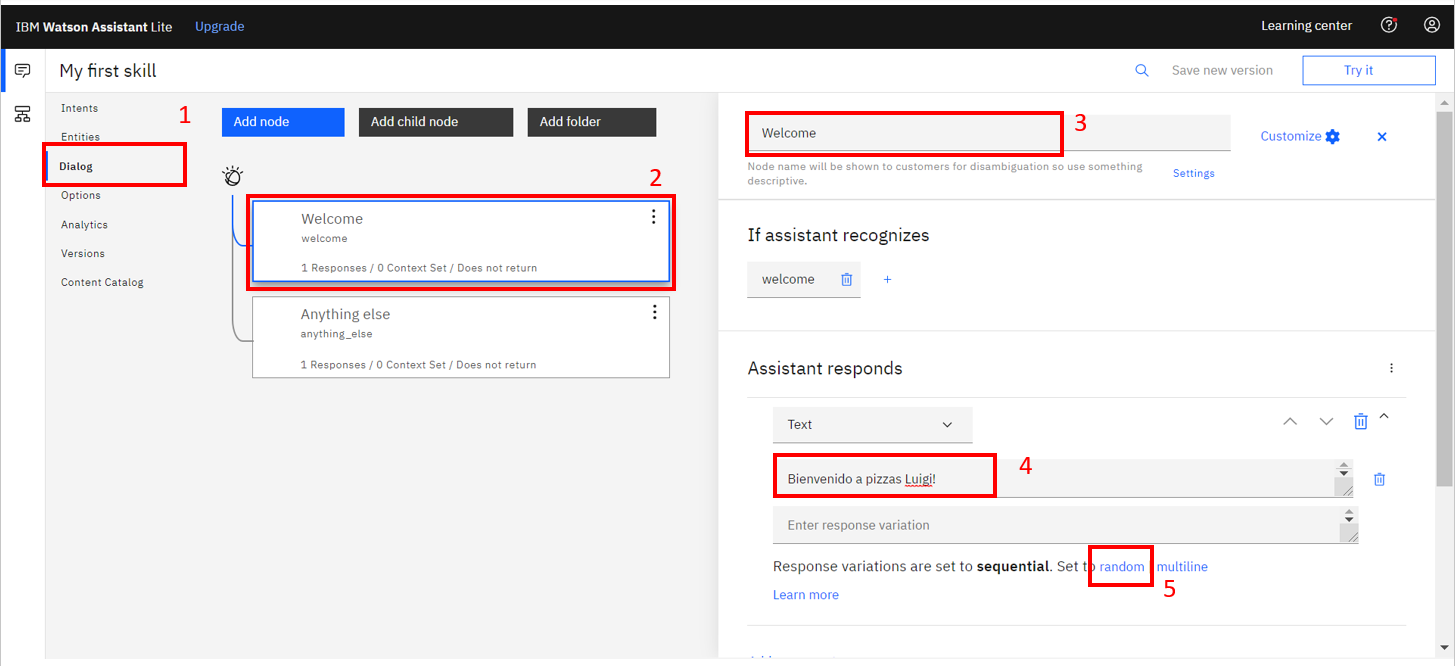 IBM Watson Assistant Lite Upgrade Learning center
My first skill Save new version Try it
Intents
1
Entities
Dialog
Options
Analytics
Versions
Content Catalog
Add node Add child node Add folder
2
Welcome
welcome
1 Responses / 0 Context Set / Does not return
Anything else
anything_else
1 Responses / 0 Context Set / Does not return
Welcome
3
Customize
Node name will be shown to customers for disambiguation so use something
descriptive.
Settings
If assistant recognizes
welcome
Assistant responds
Text
Bienvenido a pizzas Luigi!
4
Enter response variation
Response variations are set to sequential. Set to random multiline
5
Learn more